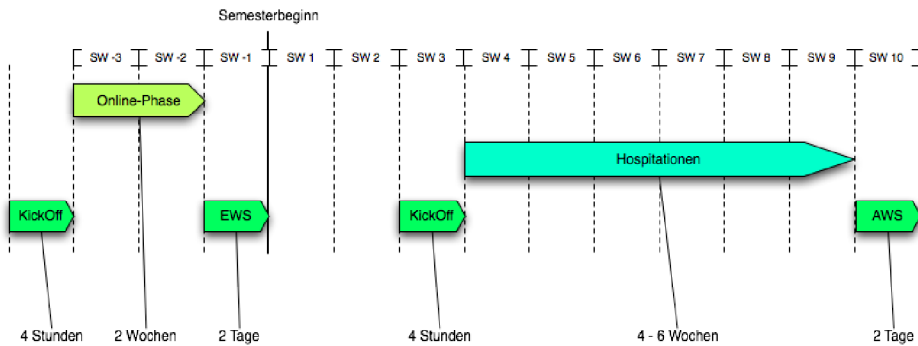 Semesterbeginn
SW -3 SW -2 SW -1 SW 1 SW 2 SW 3 SW 4 SW 5 SW 6 SW 7 SW 8 SW 9 SW 10
Online-Phase
Hospitationen
KickOff EWS KickOff AWS
4 Stunden 2 Wochen 2 Tage 4 Stunden 4 - 6 Wochen 2 Tage